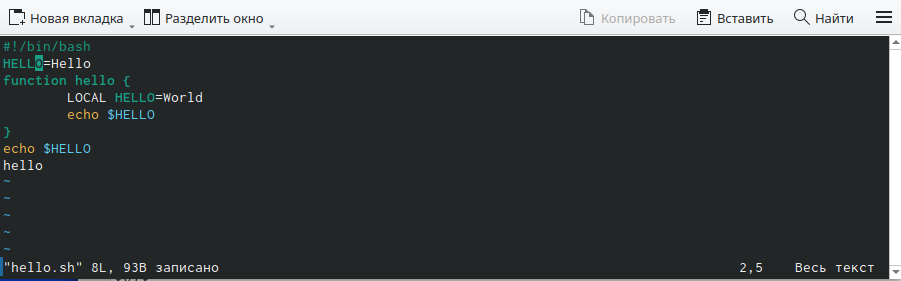 Новая вкладка Разделить окно Копировать Вставить Найти
#!/bin/bash
HELLO=Hello
function hello {
        LOCAL HELLO=World
        echo $HELLO
}
echo $HELLO
hello
~
~
~
~
~
"hello.sh" 8L, 93B записано 2,5 Весь текст